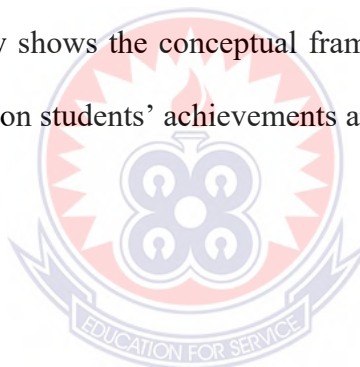 y shows the conceptual fram
on students’ achievements a
EDUCATION FOR SERVICE